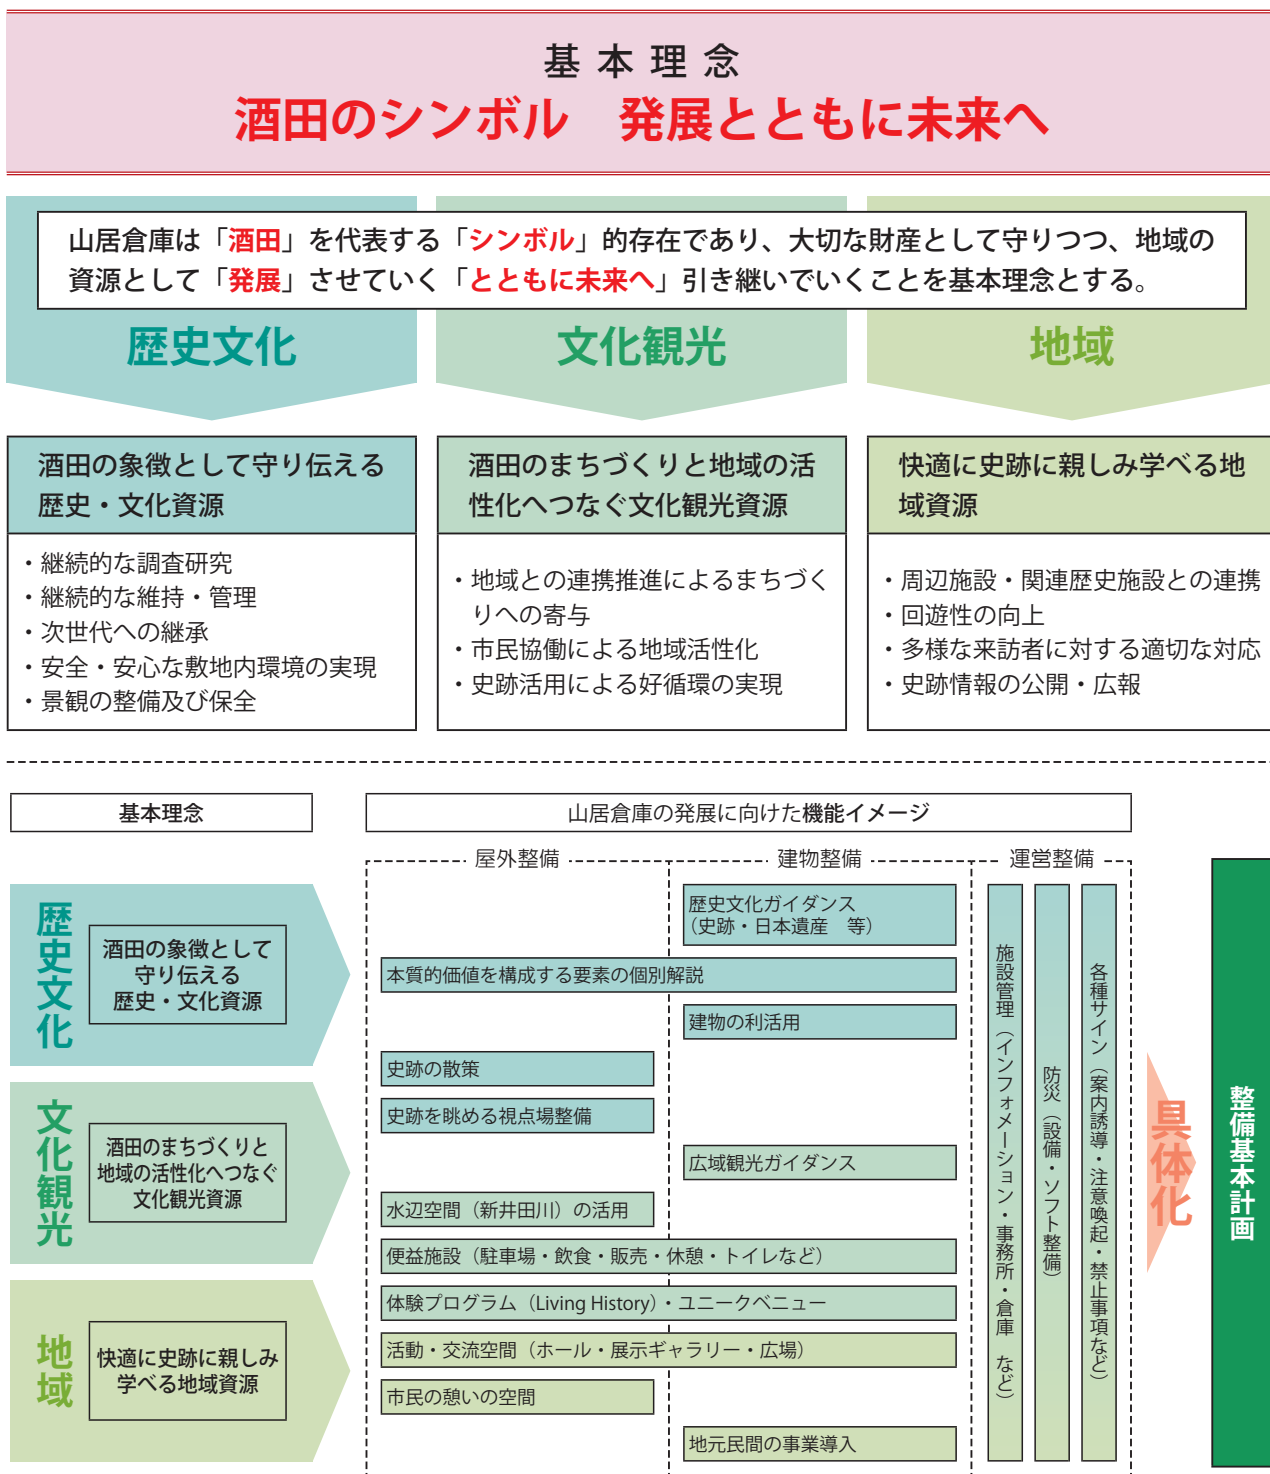 基本理念
酒田のシンボル　発展とともに未来へ
山居倉庫は「酒田」を代表する「シンボル」的存在であり、大切な財産として守りつつ、地域の
資源として「発展」させていく「とともに未来へ」引き継いでいくことを基本理念とする。
歴史文化
文化観光
地域
酒田の象徴として守り伝える
歴史・文化資源
・継続的な調査研究
・継続的な維持・管理
・次世代への継承
・安全・安心な敷地内環境の実現
・景観の整備及び保全
酒田のまちづくりと地域の活
性化へつなぐ文化観光資源
・地域との連携推進によるまちづく
りへの寄与
・市民協働による地域活性化
・史跡活用による好循環の実現
快適に史跡に親しみ学べる地
域資源
・周辺施設・関連歴史施設との連携
・回遊性の向上
・多様な来訪者に対する適切な対応
・史跡情報の公開・広報
基本理念
山居倉庫の発展に向けた機能イメージ
屋外整備
建物整備
運営整備
歴史文化
酒田の象徴として
守り伝える
歴史・文化資源
文化観光
酒田のまちづくりと
地域の活性化へつなぐ
文化観光資源
地域
快適に史跡に親しみ
学べる地域資源
歴史文化ガイダンス
（史跡・日本遺産　等）
本質的価値を構成する要素の個別解説
建物の利活用
史跡の散策
史跡を眺める視点場整備
広域観光ガイダンス
水辺空間（新井田川）の活用
便益施設（駐車場・飲食・販売・休憩・トイレなど）
体験プログラム（Living History）・ユニークベニュー
活動・交流空間（ホール・展示ギャラリー・広場）
市民の憩いの空間
地元民間の事業導入
施設管理（インフォメーション・事務所・倉庫　など）
防災（設備・ソフト整備）
各種サイン（案内誘導・注意喚起・禁止事項など）
具体化
整備基本計画